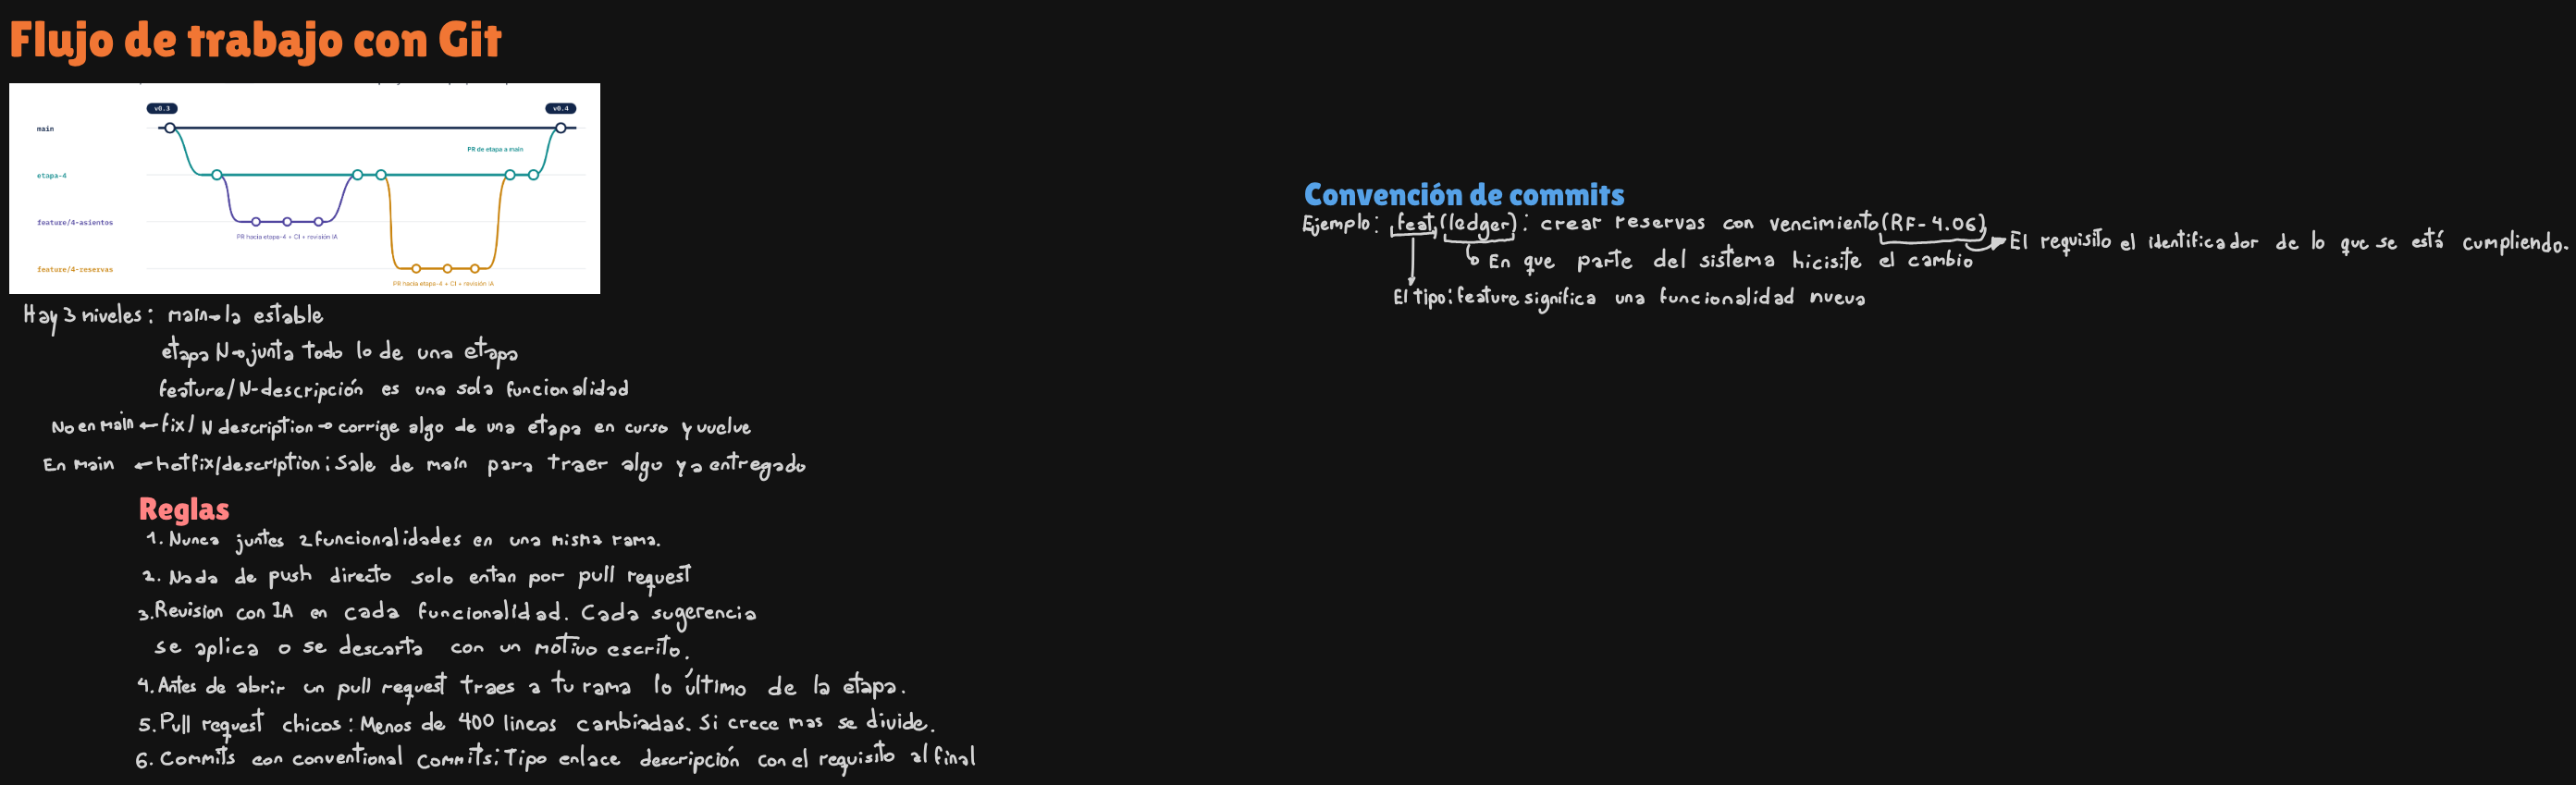 Flujo de trabajo con Git
v0.3
v0.4
main
PR de etapa a main
etapa-4
feature/4-asientos
PR hacia etapa-4 + CI + revisión IA
feature/4-reservas
PR hacia etapa-4 + CI + revisión IA
Hay 3 niveles: main→la estable
etapa N→junta todo lo de una etapa
feature/N-descripción es una sola funcionalidad
No en main ← fix/N description → corrige algo de una etapa en curso y vuelve
En main ← hotfix/description: Sale de main para traer algo ya entregado
Reglas
1. Nunca juntes 2 funcionalidades en una misma rama.
2. Nada de push directo solo entan por pull request
3. Revision con IA en cada funcionalidad. Cada sugerencia
se aplica o se descarta con un motivo escrito.
4. Antes de abrir un pull request traes a tu rama lo último de la etapa.
5. Pull request chicos: Menos de 400 lineas cambiadas. Si crece mas se divide.
6. Commits con conventional commits: Tipo enlace descripción con el requisito al final
Convención de commits
Ejemplo: feat(ledger): crear reservas con vencimiento (RF-4.06)
El requisito el identificador de lo que se está cumpliendo.
En que parte del sistema hicisite el cambio
El tipo: feature significa una funcionalidad nueva